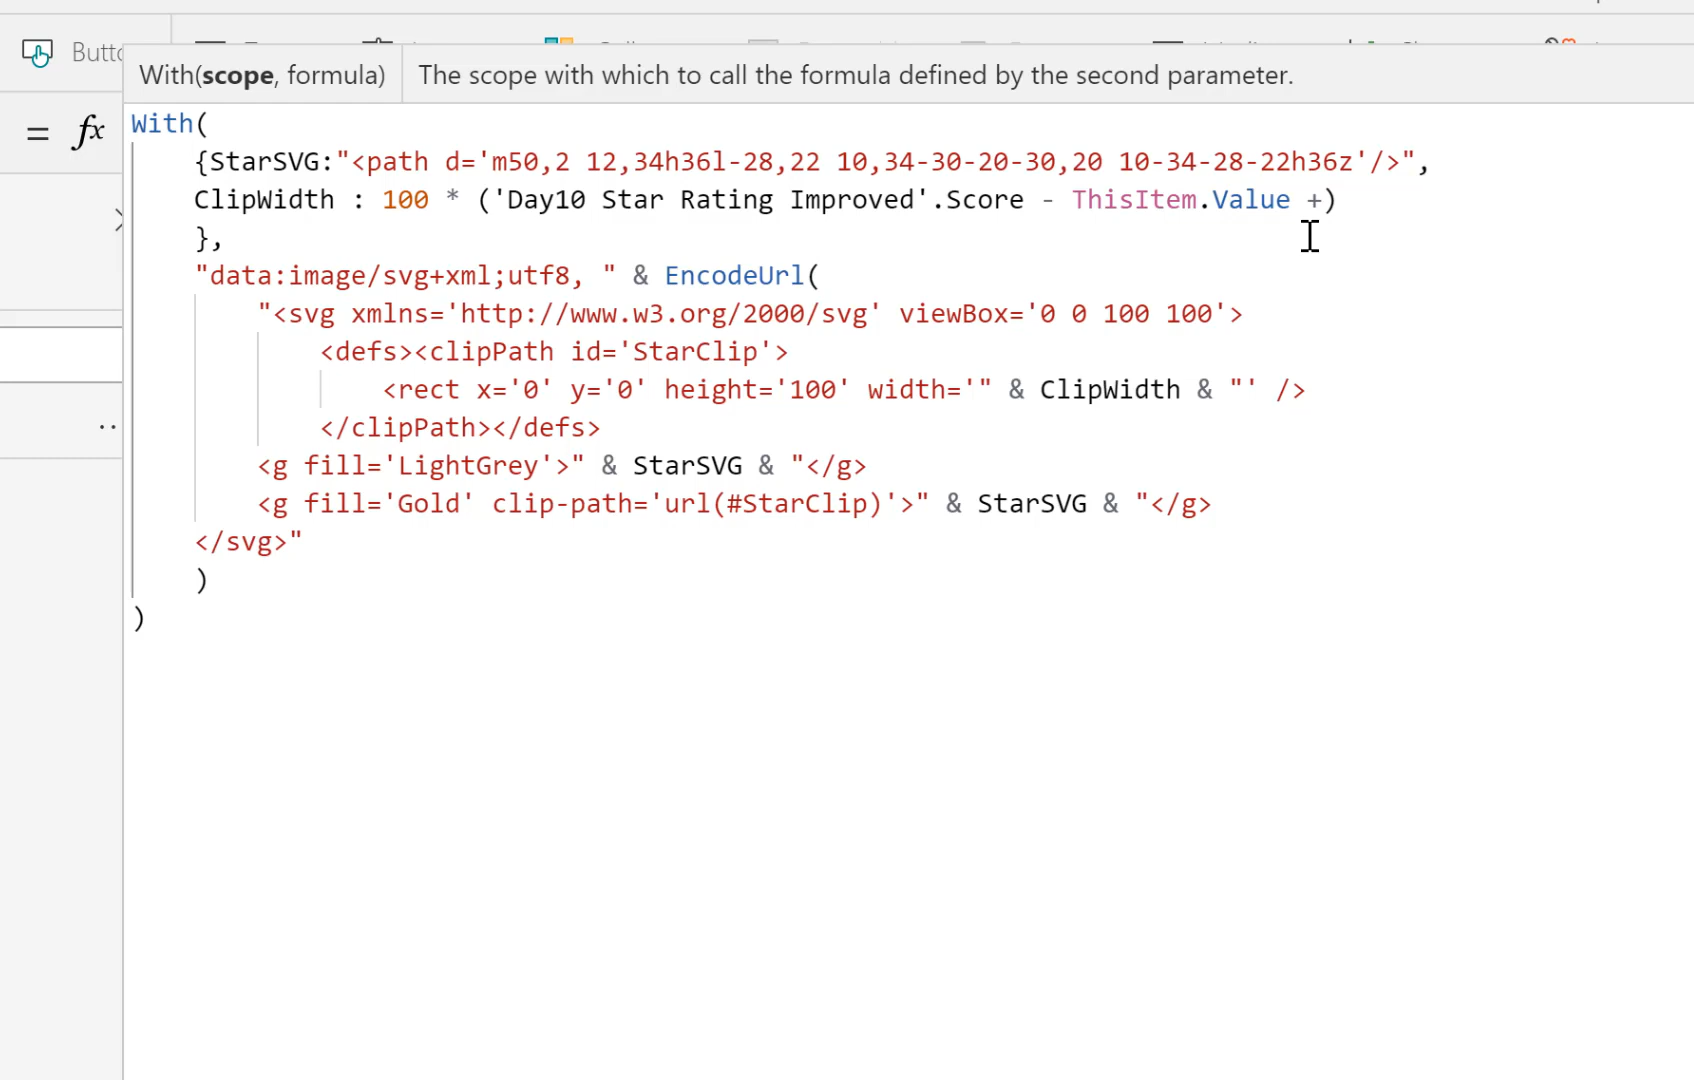 Butto
With(scope, formula) The scope with which to call the formula defined by the second parameter.
= fx
With(
{StarSVG:"<path d='m50,2 12,34h36l-28,22 10,34-30-20-30,20 10-34-28-22h36z'/>",
ClipWidth : 100 * ('Day10 Star Rating Improved'.Score - ThisItem.Value +)
},
"data:image/svg+xml;utf8, " & EncodeUrl(
"<svg xmlns='http://www.w3.org/2000/svg' viewBox='0 0 100 100'>
<defs><clipPath id='StarClip'>
<rect x='0' y='0' height='100' width='" & ClipWidth & "' />
</clipPath></defs>
<g fill='LightGrey'>" & StarSVG & "</g>
<g fill='Gold' clip-path='url(#StarClip)'>" & StarSVG & "</g>
</svg>"
)
)